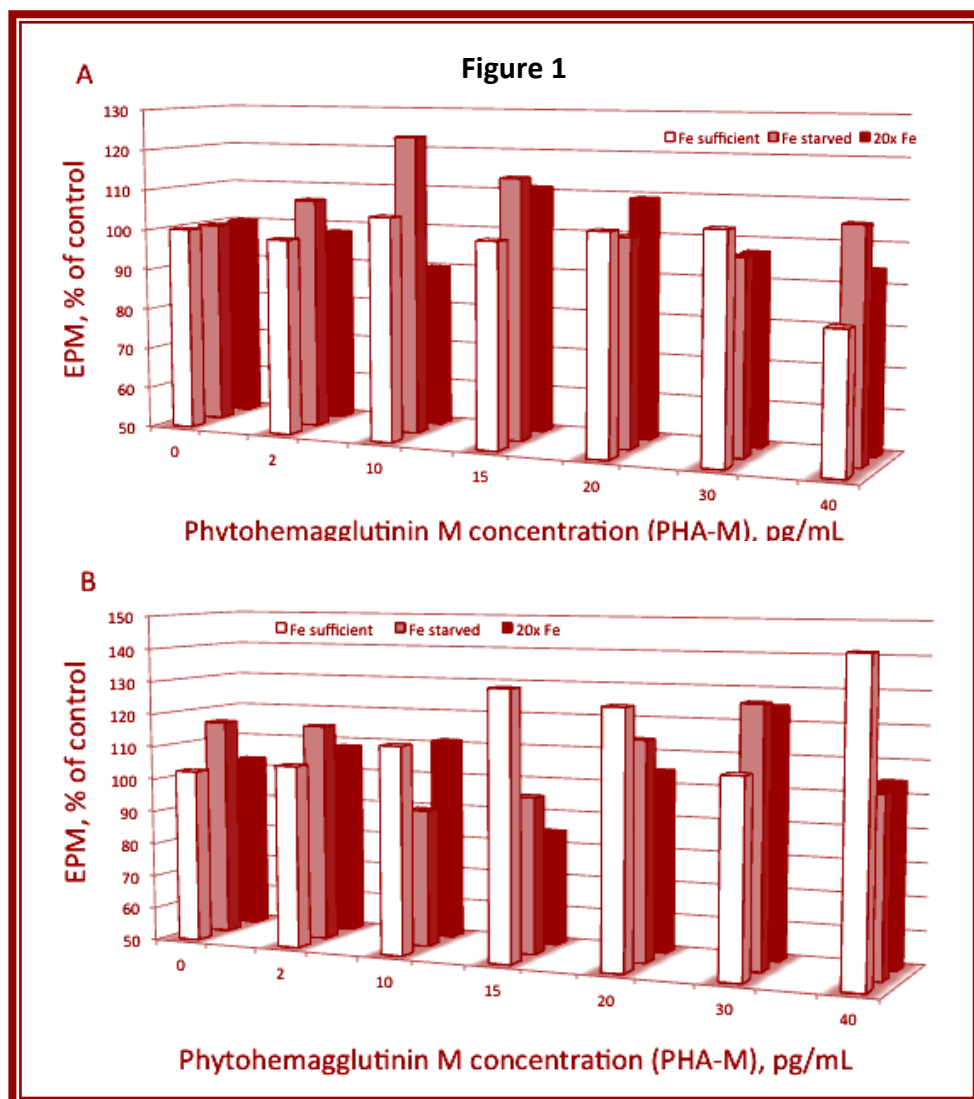 Figure 1
A
130
120
110
100
90
80
70
60
50
EPM, % of control
Fe sufficient Fe starved 20x Fe
0 2 10 15 20 30 40
Phytohemagglutinin M concentration (PHA-M), pg/mL
B
150
140
130
120
110
100
90
80
70
60
50
EPM, % of control
Fe sufficient Fe starved 20x Fe
0 2 10 15 20 30 40
Phytohemagglutinin M concentration (PHA-M), pg/mL